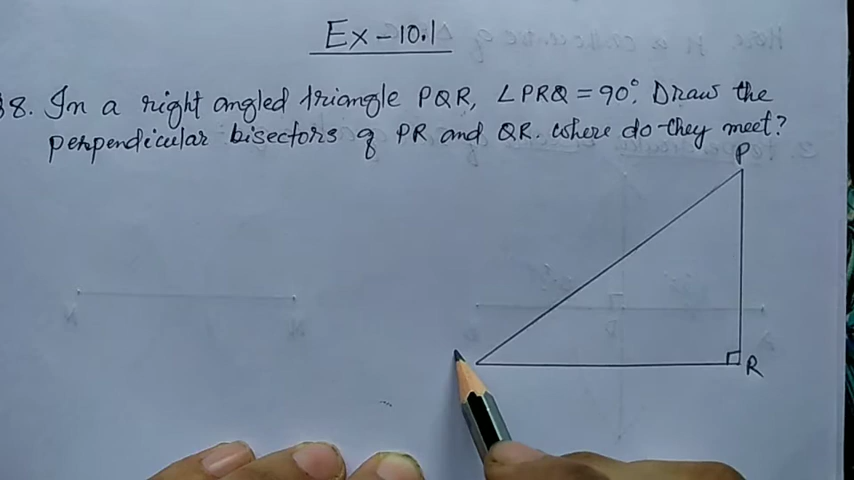 Ex-10.1
38. In a right angled triangle PQR, ∠PRQ = 90°. Draw the
perpendicular bisectors of PR and QR. Where do they meet?
P
R